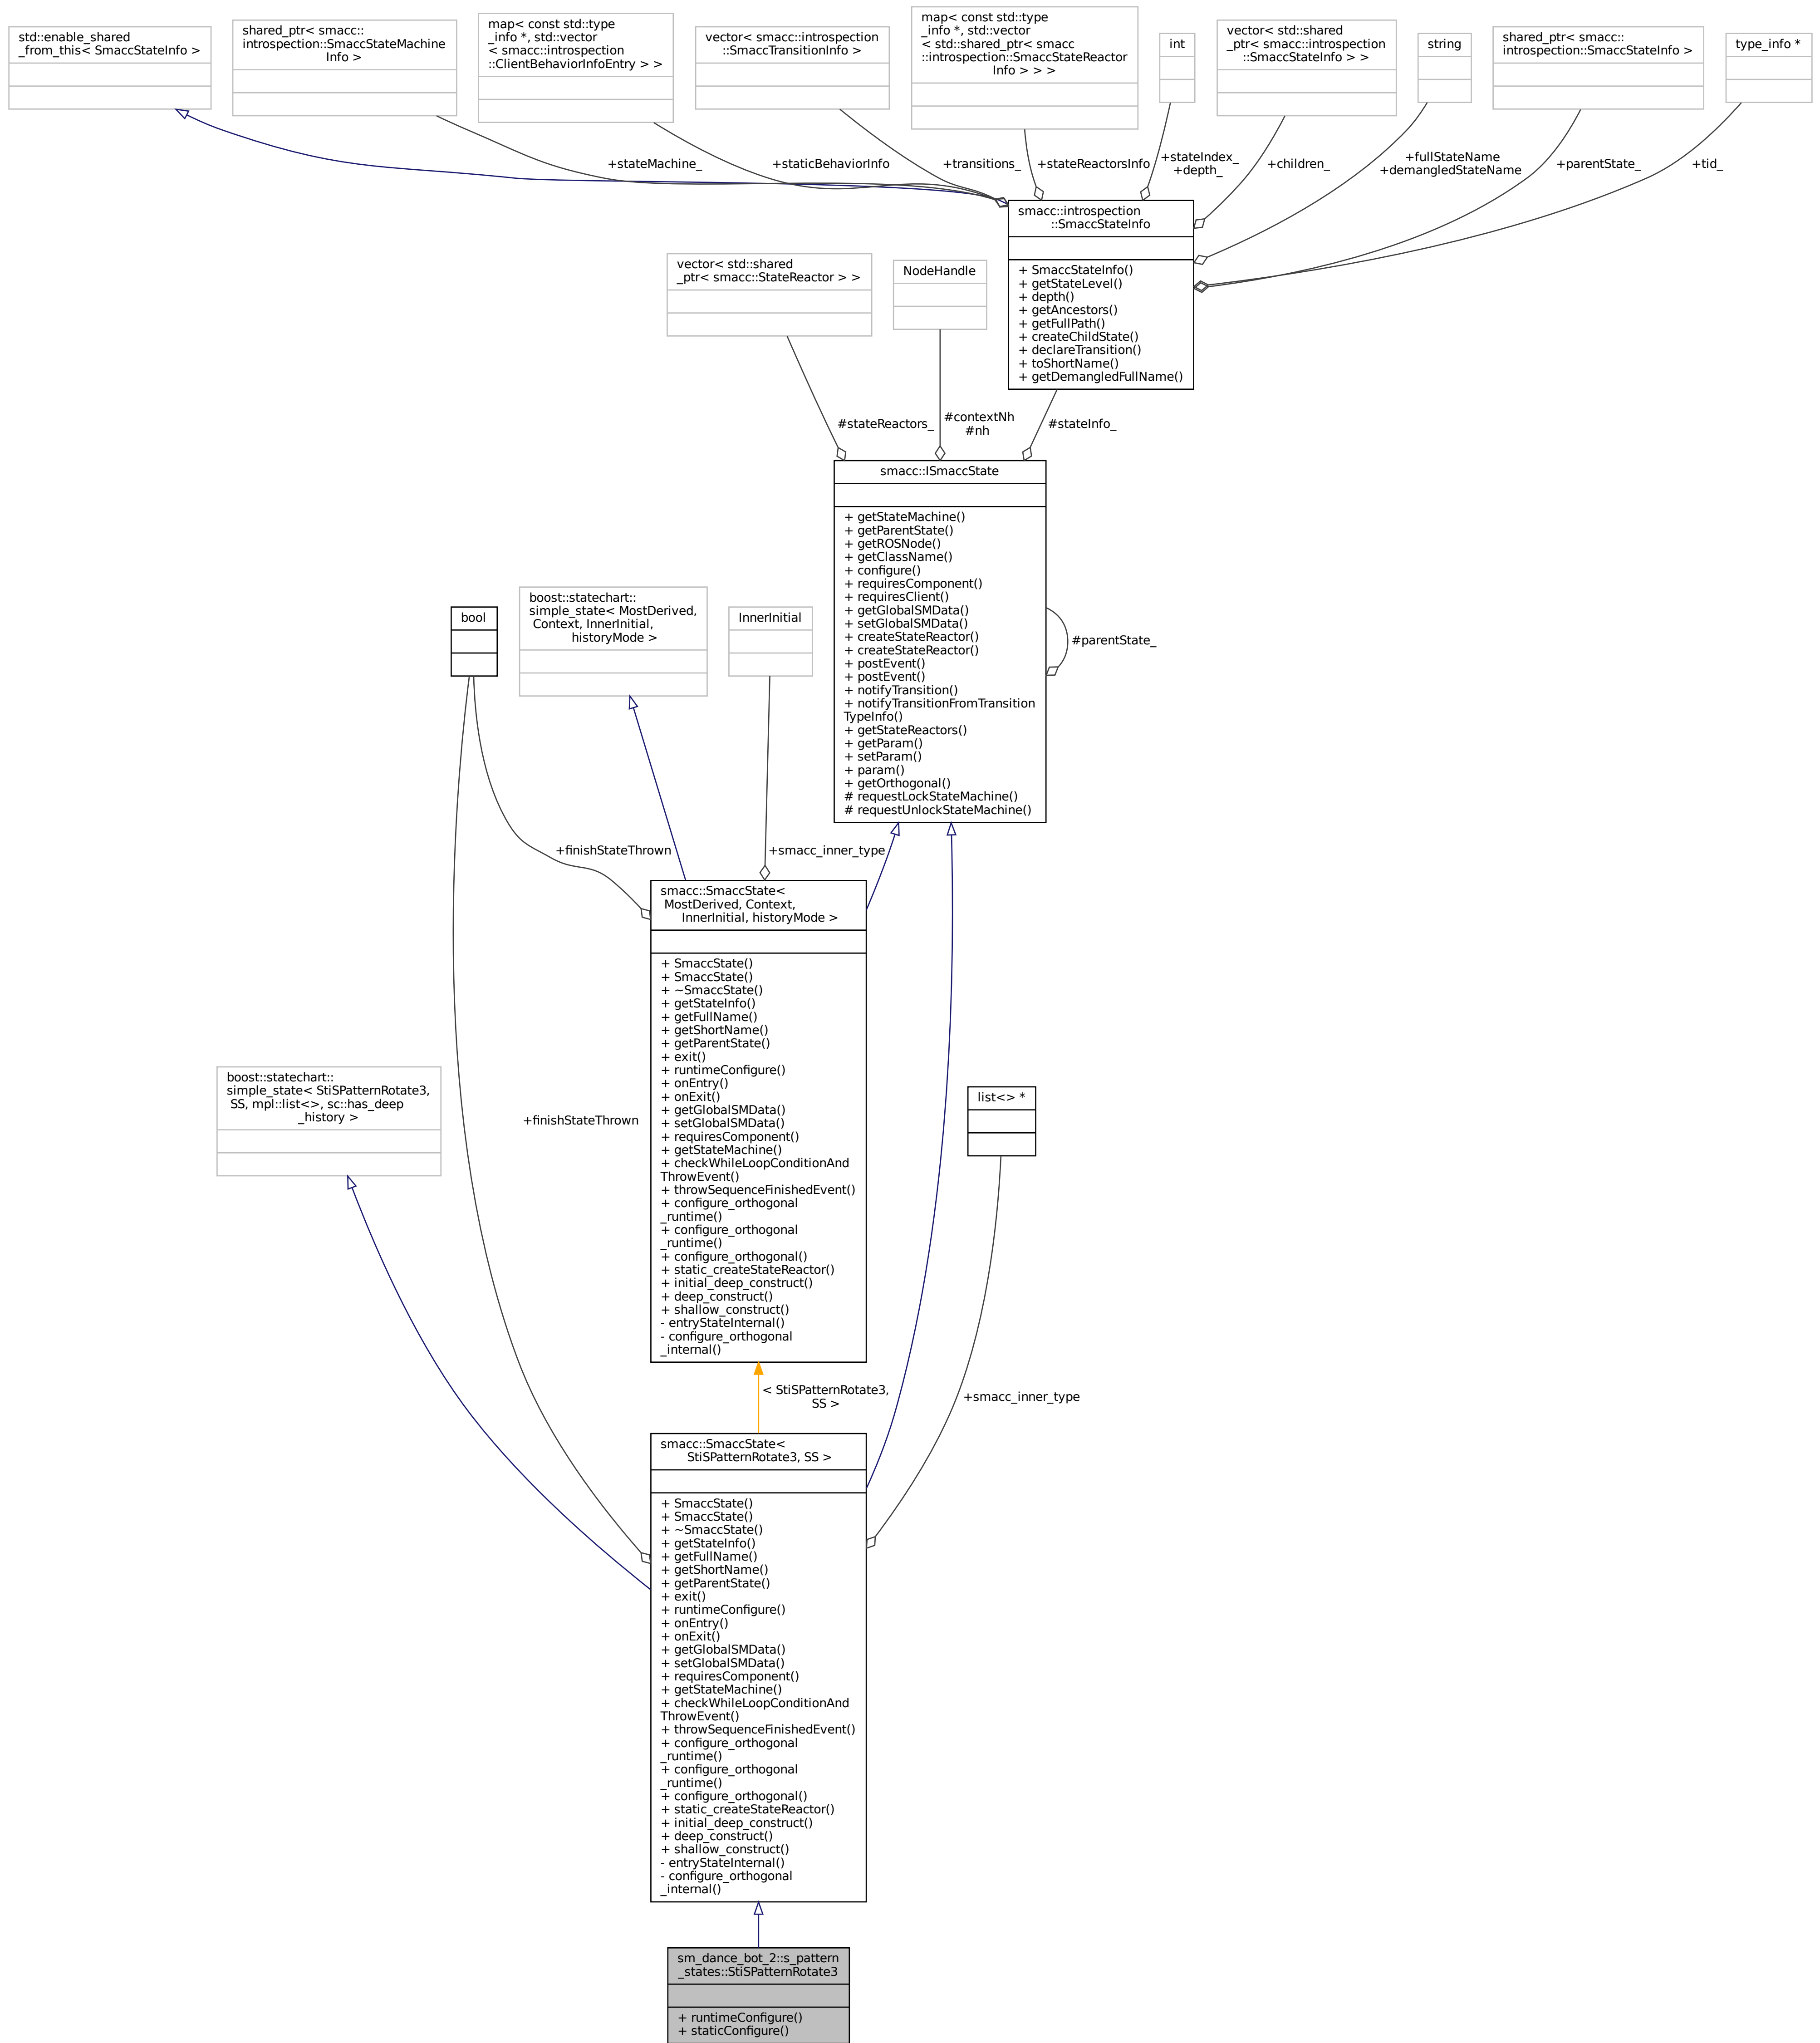 std::enable_shared
_from_this< SmaccStateInfo >
shared_ptr< smacc::
introspection::SmaccStateMachine
Info >
map< const std::type
_info *, std::vector
< smacc::introspection
::ClientBehaviorInfoEntry > >
vector< smacc::introspection
::SmaccTransitionInfo >
map< const std::type
_info *, std::vector
< std::shared_ptr< smacc
::introspection::SmaccStateReactor
Info > > >
int
vector< std::shared
_ptr< smacc::introspection
::SmaccStateInfo > >
string
shared_ptr< smacc::
introspection::SmaccStateInfo >
type_info *
+stateMachine_
+staticBehaviorInfo
+transitions_
+stateReactorsInfo
+stateIndex_
+depth_
+children_
+fullStateName
+demangledStateName
+parentState_
+tid_
smacc::introspection
::SmaccStateInfo
+ SmaccStateInfo()
+ getStateLevel()
+ depth()
+ getAncestors()
+ getFullPath()
+ createChildState()
+ declareTransition()
+ toShortName()
+ getDemangledFullName()
vector< std::shared
_ptr< smacc::StateReactor > >
NodeHandle
#stateReactors_
#contextNh
#nh
#stateInfo_
smacc::ISmaccState
+ getStateMachine()
+ getParentState()
+ getROSNode()
+ getClassName()
+ configure()
+ requiresComponent()
+ requiresClient()
+ getGlobalSMData()
+ setGlobalSMData()
+ createStateReactor()
+ createStateReactor()
+ postEvent()
+ postEvent()
+ notifyTransition()
+ notifyTransitionFromTransition
TypeInfo()
+ getStateReactors()
+ getParam()
+ setParam()
+ param()
+ getOrthogonal()
# requestLockStateMachine()
# requestUnlockStateMachine()
#parentState_
bool
boost::statechart::
simple_state< MostDerived,
Context, InnerInitial,
historyMode >
InnerInitial
+finishStateThrown
+smacc_inner_type
smacc::SmaccState<
MostDerived, Context,
InnerInitial, historyMode >
+ SmaccState()
+ SmaccState()
+ ~SmaccState()
+ getStateInfo()
+ getFullName()
+ getShortName()
+ getParentState()
+ exit()
+ runtimeConfigure()
+ onEntry()
+ onExit()
+ getGlobalSMData()
+ setGlobalSMData()
+ requiresComponent()
+ getStateMachine()
+ checkWhileLoopConditionAnd
ThrowEvent()
+ throwSequenceFinishedEvent()
+ configure_orthogonal
_runtime()
+ configure_orthogonal
_runtime()
+ configure_orthogonal()
+ static_createStateReactor()
+ initial_deep_construct()
+ deep_construct()
+ shallow_construct()
- entryStateInternal()
- configure_orthogonal
_internal()
boost::statechart::
simple_state< StiSPatternRotate3,
SS, mpl::list<>, sc::has_deep
_history >
+finishStateThrown
list<> *
< StiSPatternRotate3,
SS >
+smacc_inner_type
smacc::SmaccState<
StiSPatternRotate3, SS >
+ SmaccState()
+ SmaccState()
+ ~SmaccState()
+ getStateInfo()
+ getFullName()
+ getShortName()
+ getParentState()
+ exit()
+ runtimeConfigure()
+ onEntry()
+ onExit()
+ getGlobalSMData()
+ setGlobalSMData()
+ requiresComponent()
+ getStateMachine()
+ checkWhileLoopConditionAnd
ThrowEvent()
+ throwSequenceFinishedEvent()
+ configure_orthogonal
_runtime()
+ configure_orthogonal
_runtime()
+ configure_orthogonal()
+ static_createStateReactor()
+ initial_deep_construct()
+ deep_construct()
+ shallow_construct()
- entryStateInternal()
- configure_orthogonal
_internal()
sm_dance_bot_2::s_pattern
_states::StiSPatternRotate3
+ runtimeConfigure()
+ staticConfigure()